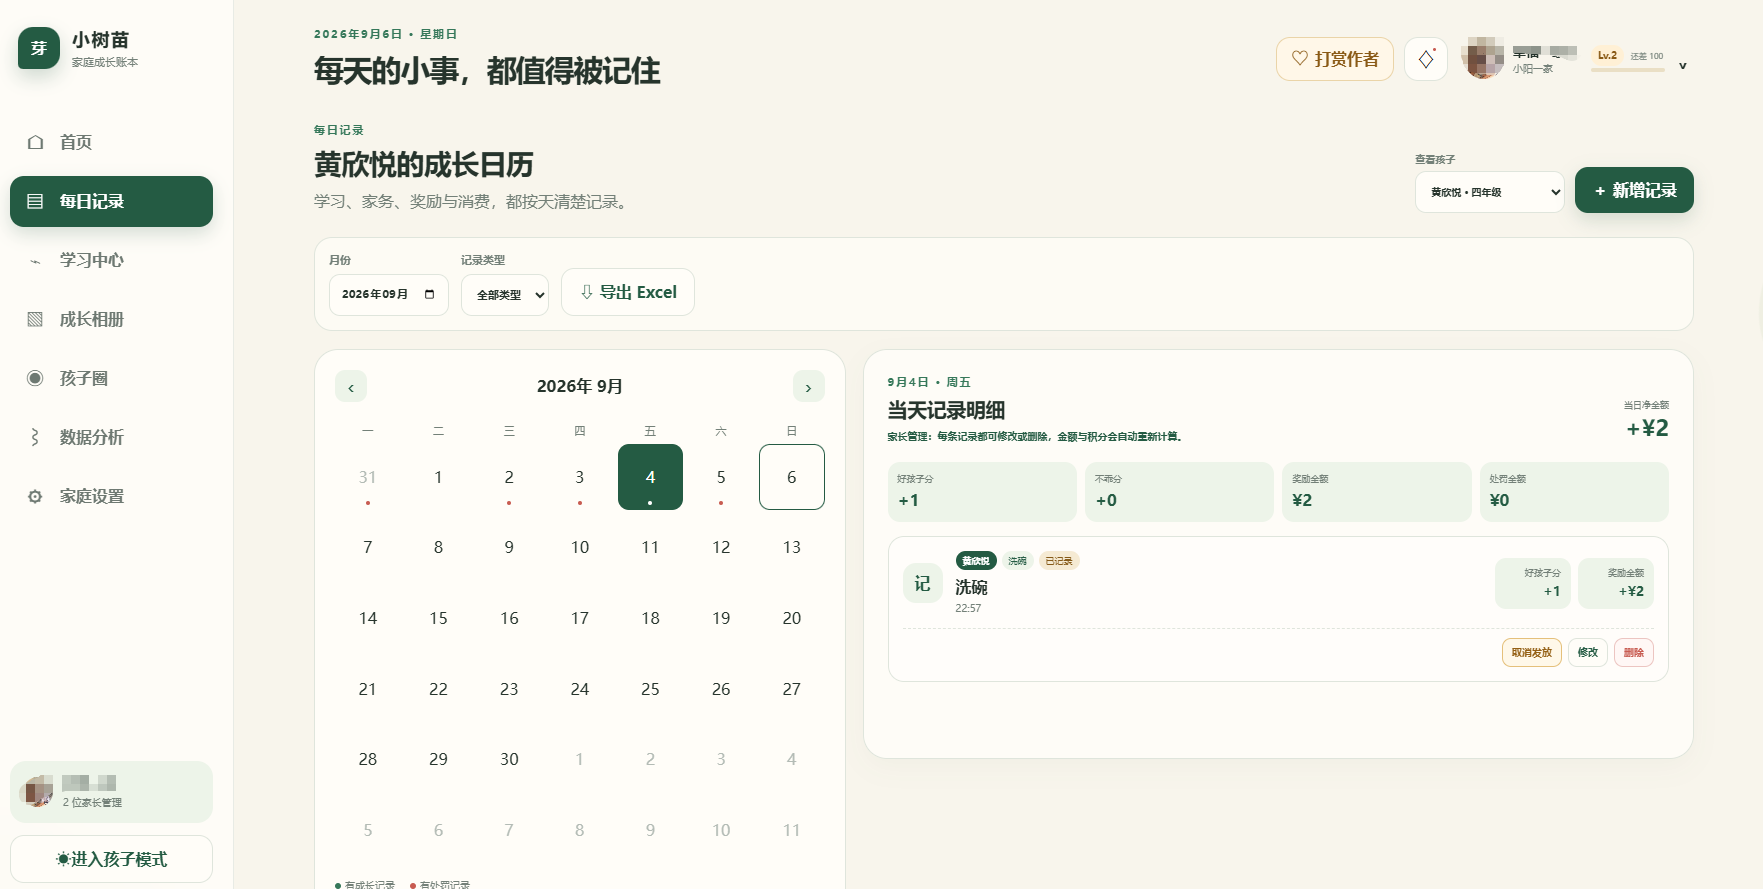 芽
小树苗
家庭成长账本
首页
每日记录
学习中心
成长相册
孩子圈
数据分析
家庭设置
2 位家长管理
进入孩子模式
2026年9月6日 • 星期日
每天的小事，都值得被记住
♡ 打赏作者
小阳一家
Lv.2
还差 100
v
每日记录
黄欣悦的成长日历
学习、家务、奖励与消费，都按天清楚记录。
查看孩子
黄欣悦 • 四年级
+ 新增记录
月份
2026年09月
记录类型
全部类型
⇩ 导出 Excel
‹ 2026年 9月 ›
一 二 三 四 五 六 日
31 1 2 3 4 5 6
7 8 9 10 11 12 13
14 15 16 17 18 19 20
21 22 23 24 25 26 27
28 29 30 1 2 3 4
5 6 7 8 9 10 11
有成长记录 有处罚记录
9月4日 • 周五
当天记录明细
家长管理：每条记录都可修改或删除，金额与积分会自动重新计算。
当日净金额
+¥2
好孩子分
+1
不乖分
+0
奖励金额
¥2
处罚金额
¥0
记
黄欣悦 洗碗 已记录
洗碗
22:57
好孩子分
+1
奖励金额
+¥2
取消发放 修改 删除